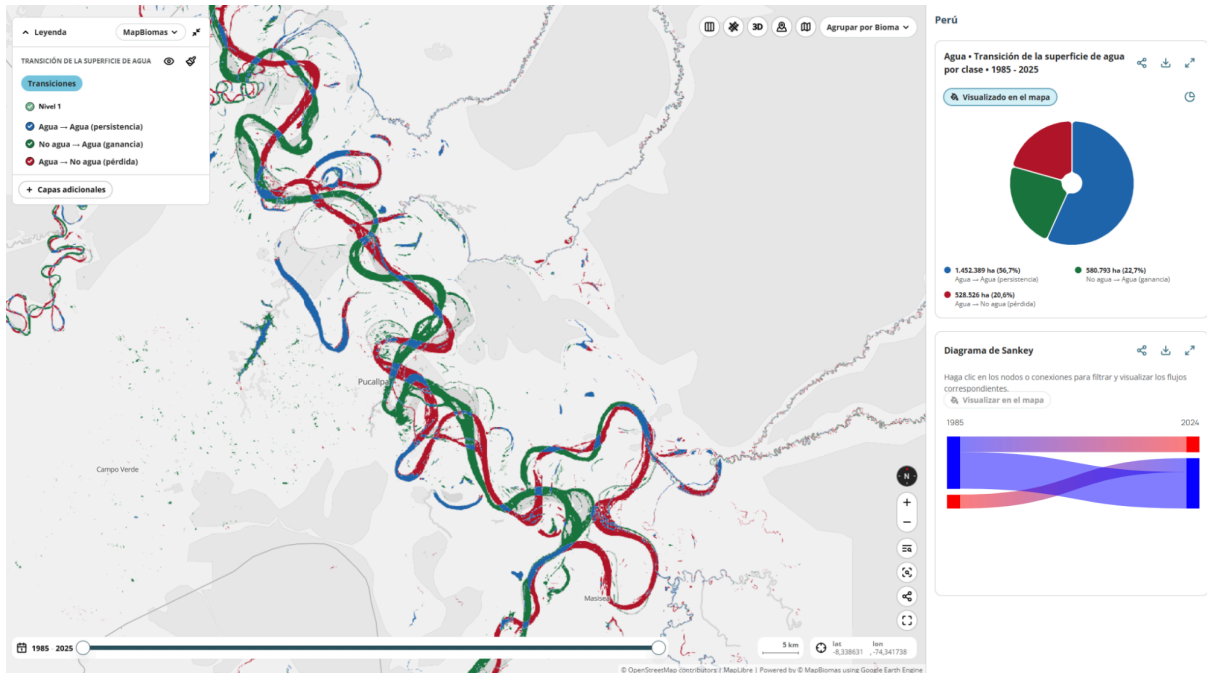 Leyenda
MapBiomas
TRANSICIÓN DE LA SUPERFICIE DE AGUA
Transiciones
Nivel 1
Agua → Agua (persistencia)
No agua → Agua (ganancia)
Agua → No agua (pérdida)
+ Capas adicionales
3D
Agrupar por Bioma
Pucallpa
Campo Verde
Masisea
N
+
−
1985 2025
5 km
lat
-8,338631
lon
,-74,341738
© OpenStreetMap contributors | MapLibre | Powered by © MapBiomas using Google Earth Engine
Perú
Agua • Transición de la superficie de agua
por clase • 1985 - 2025
Visualizado en el mapa
1.452.389 ha (56,7%)
Agua → Agua (persistencia)
580.793 ha (22,7%)
No agua → Agua (ganancia)
528.526 ha (20,6%)
Agua → No agua (pérdida)
Diagrama de Sankey
Haga clic en los nodos o conexiones para filtrar y visualizar los flujos
correspondientes.
Visualizar en el mapa
1985
2024